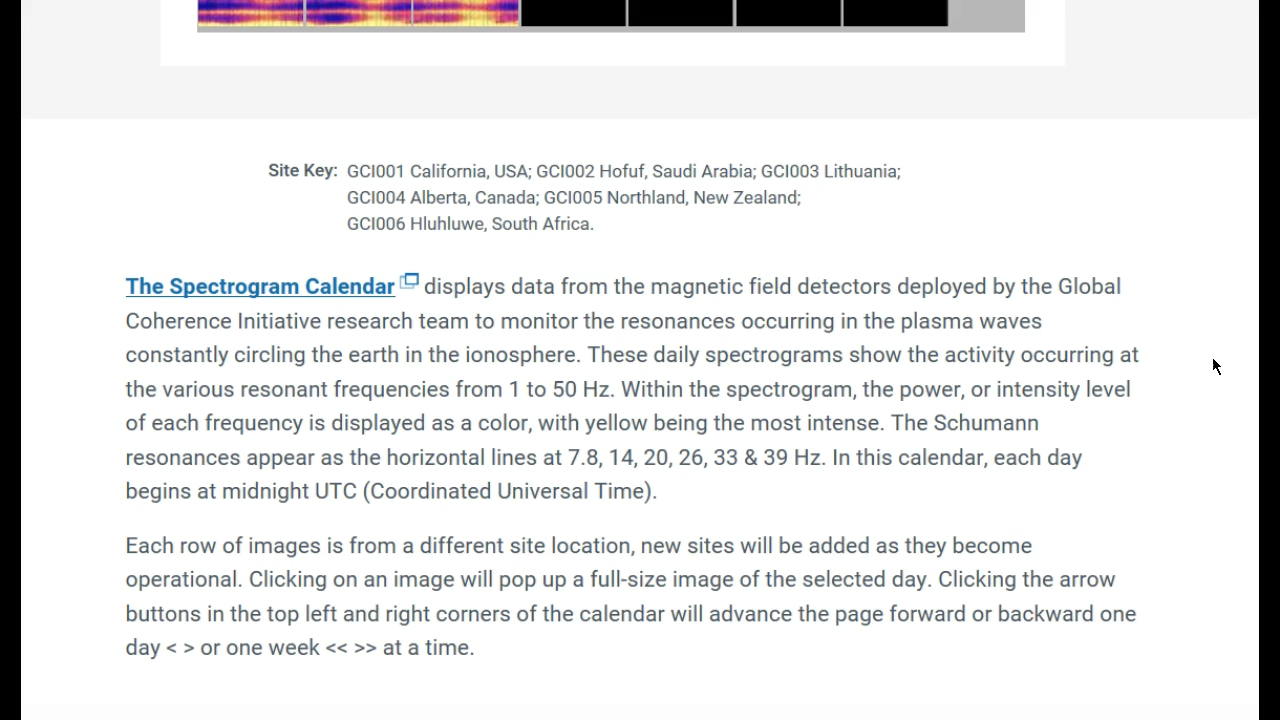 Site Key: GCI001 California, USA; GCI002 Hofuf, Saudi Arabia; GCI003 Lithuania;
GCI004 Alberta, Canada; GCI005 Northland, New Zealand;
GCI006 Hluhluwe, South Africa.
The Spectrogram Calendar displays data from the magnetic field detectors deployed by the Global
Coherence Initiative research team to monitor the resonances occurring in the plasma waves
constantly circling the earth in the ionosphere. These daily spectrograms show the activity occurring at
the various resonant frequencies from 1 to 50 Hz. Within the spectrogram, the power, or intensity level
of each frequency is displayed as a color, with yellow being the most intense. The Schumann
resonances appear as the horizontal lines at 7.8, 14, 20, 26, 33 & 39 Hz. In this calendar, each day
begins at midnight UTC (Coordinated Universal Time).
Each row of images is from a different site location, new sites will be added as they become
operational. Clicking on an image will pop up a full-size image of the selected day. Clicking the arrow
buttons in the top left and right corners of the calendar will advance the page forward or backward one
day < > or one week << >> at a time.